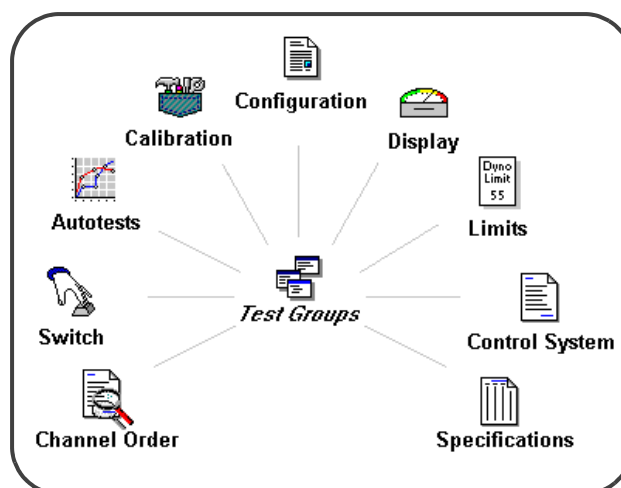 Configuration
Calibration
Display
Dyno
Limit
55
Autotests
Limits
Test Groups
Switch
Control System
Channel Order
Specifications